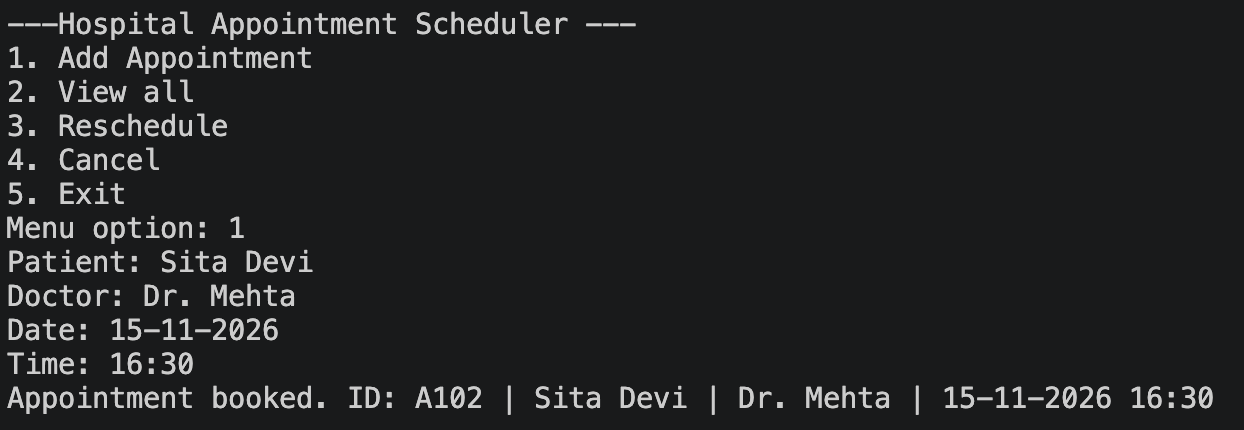 ---Hospital Appointment Scheduler ---
1. Add Appointment
2. View all
3. Reschedule
4. Cancel
5. Exit
Menu option: 1
Patient: Sita Devi
Doctor: Dr. Mehta
Date: 15-11-2026
Time: 16:30
Appointment booked. ID: A102 | Sita Devi | Dr. Mehta | 15-11-2026 16:30